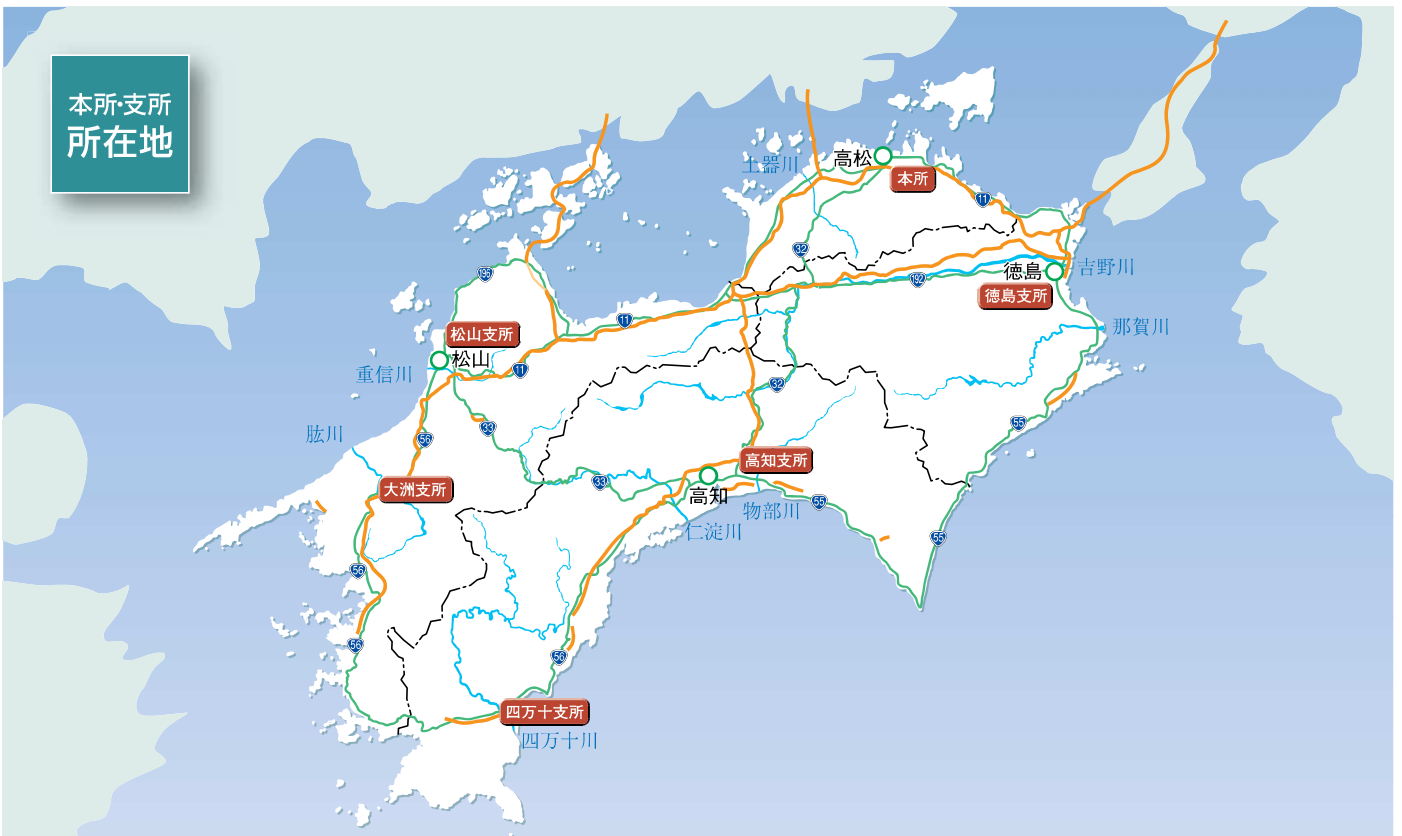 本所・支所
所在地
土器川
高松
本所
11
32
196
徳島
吉野川
192
徳島支所
11
那賀川
松山支所
松山
重信川
11
32
肱川
56
33
55
高知支所
大洲支所
33
高知
物部川
55
仁淀川
55
56
56
56
四万十支所
四万十川